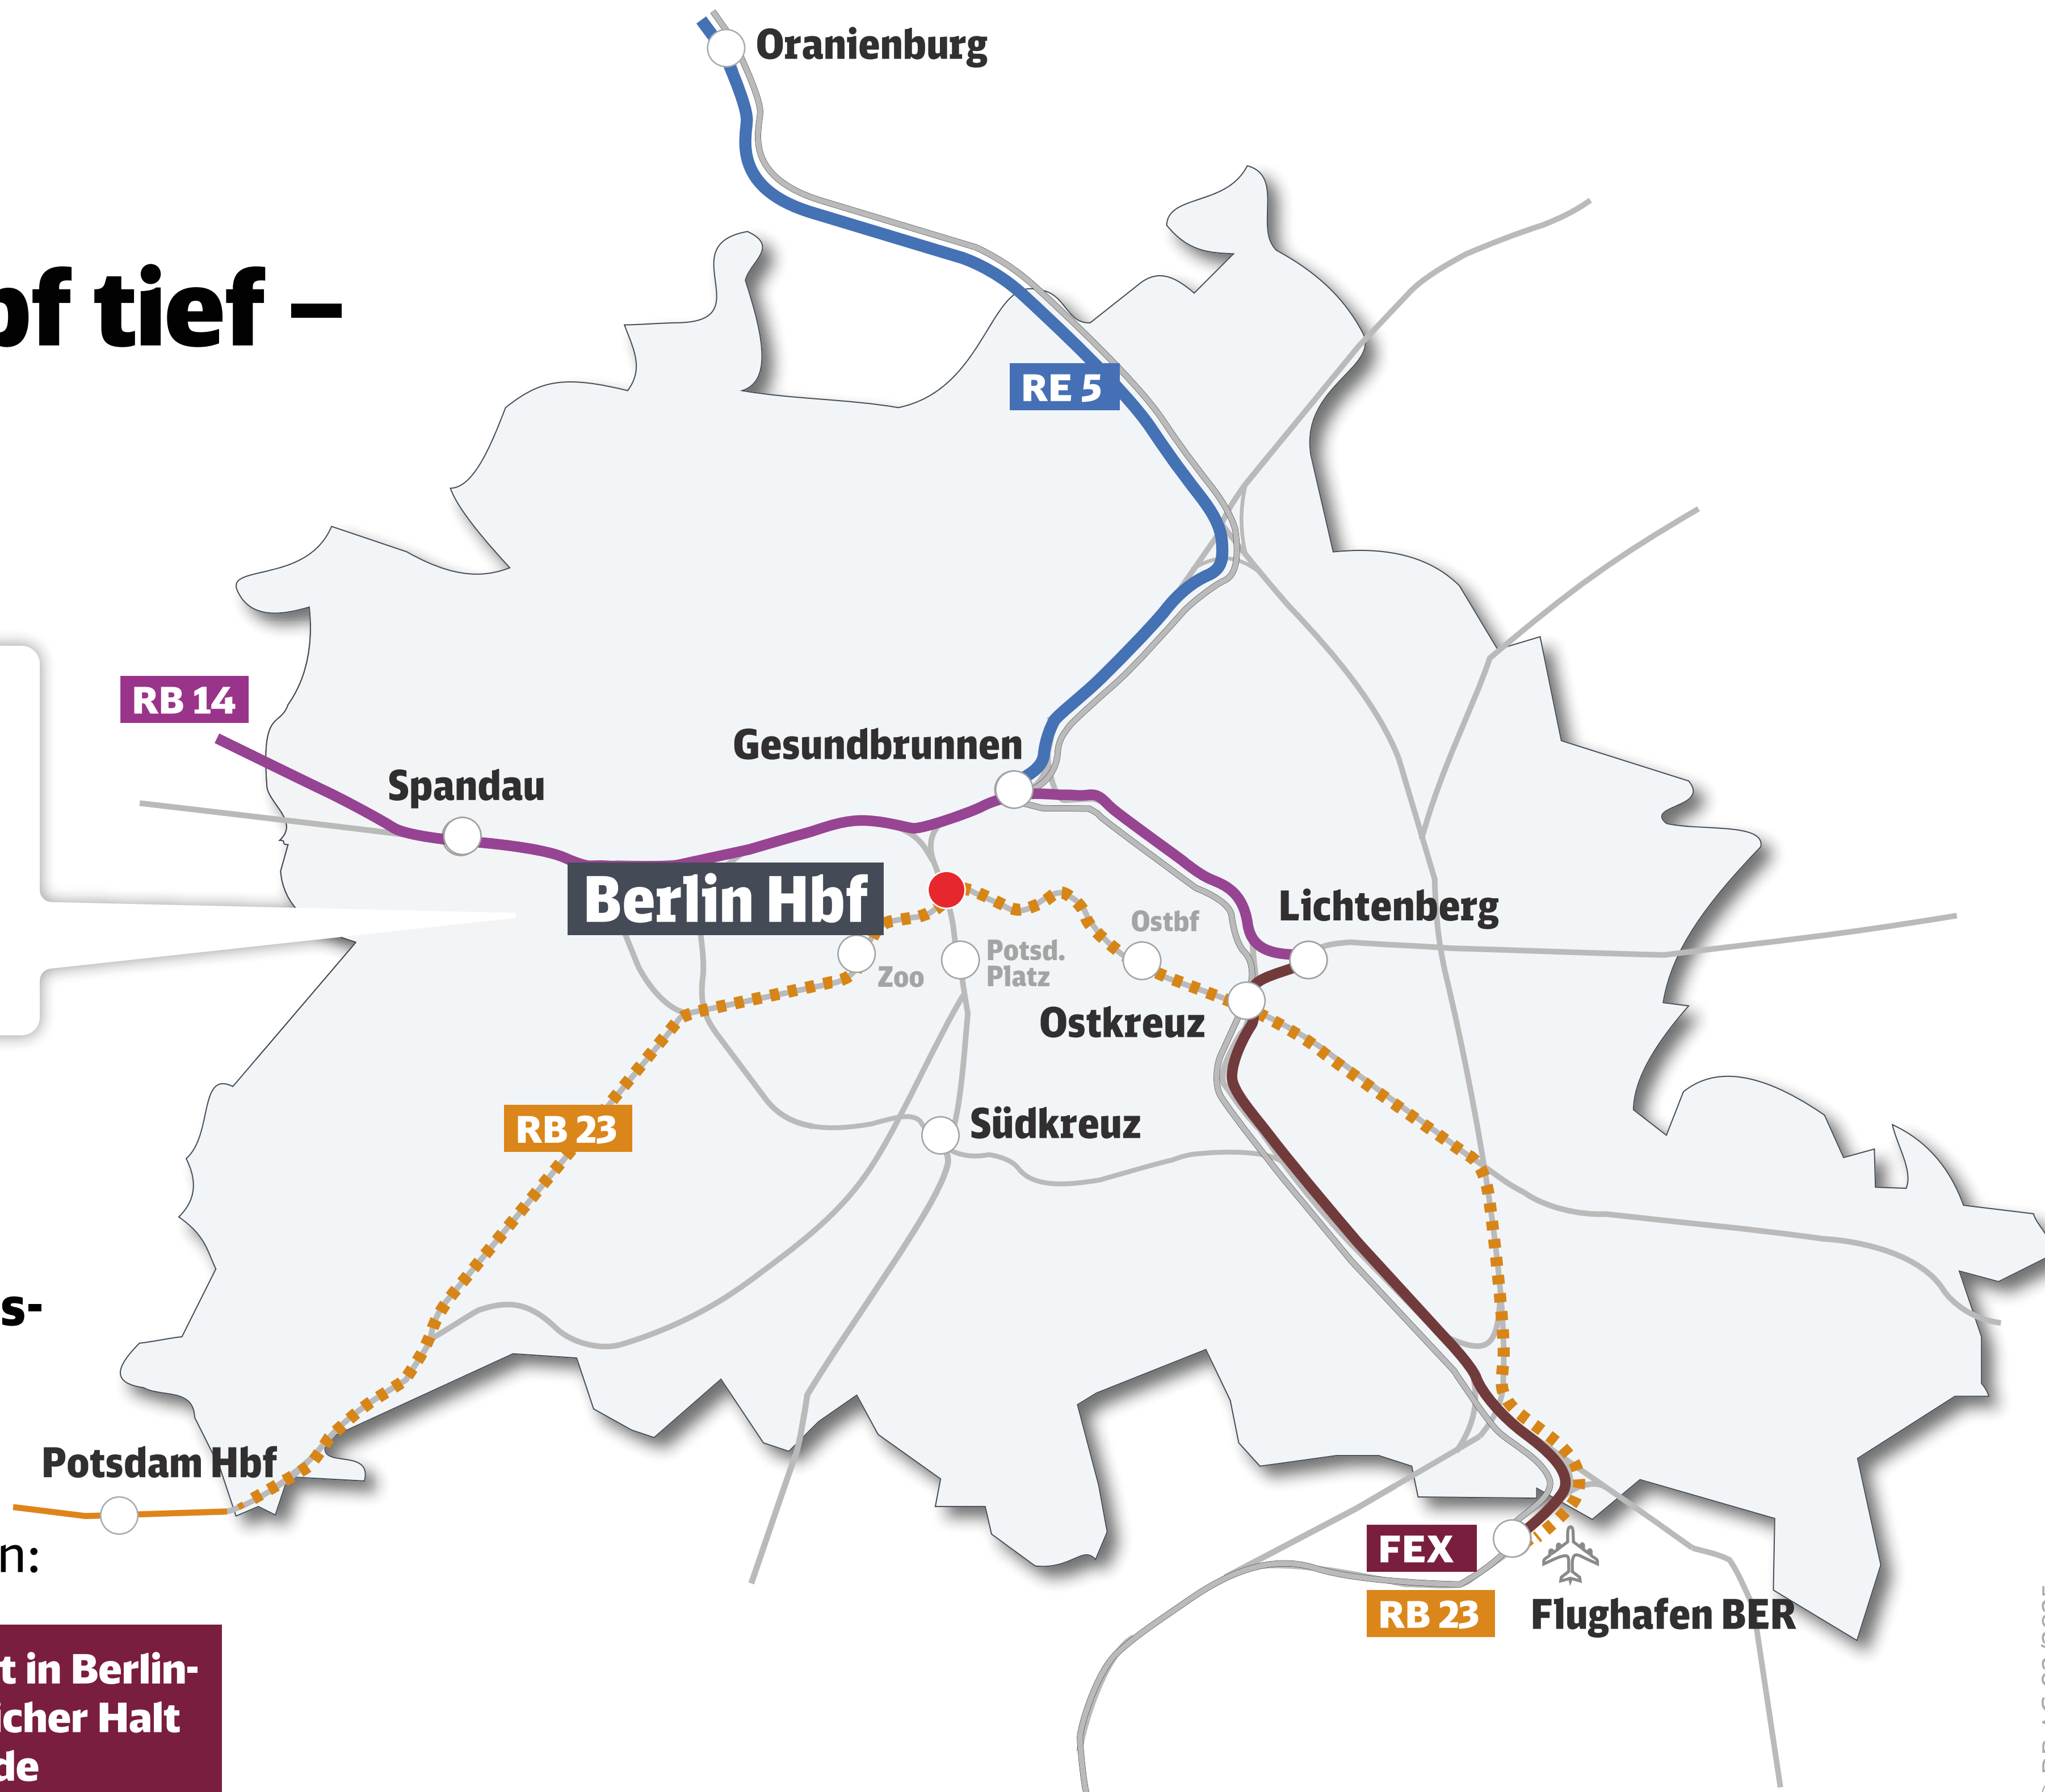 Oranienburg
of tief –
RE 5
RB 14
Gesundbrunnen
Spandau
Berlin Hbf
Lichtenberg
Ostbf
Potsd.
Platz
Zoo
Ostkreuz
Südkreuz
RB 23
s-
Potsdam Hbf
n:
FEX
RB 23
Flughafen BER
t in Berlin-
icher Halt
de